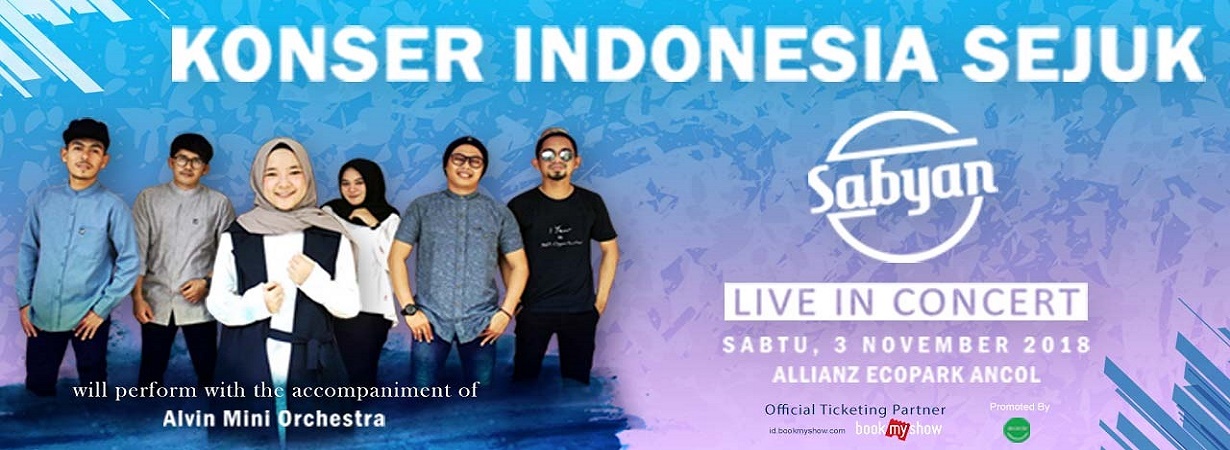 KONSER INDONESIA SEJUK
Sabyan
LIVE IN CONCERT
SABTU, 3 NOVEMBER 2018
ALLIANZ ECOPARK ANCOL
will perform with the accompaniment of
Alvin Mini Orchestra
Official Ticketing Partner
id.bookmyshow.com bookmyshow
Promoted By